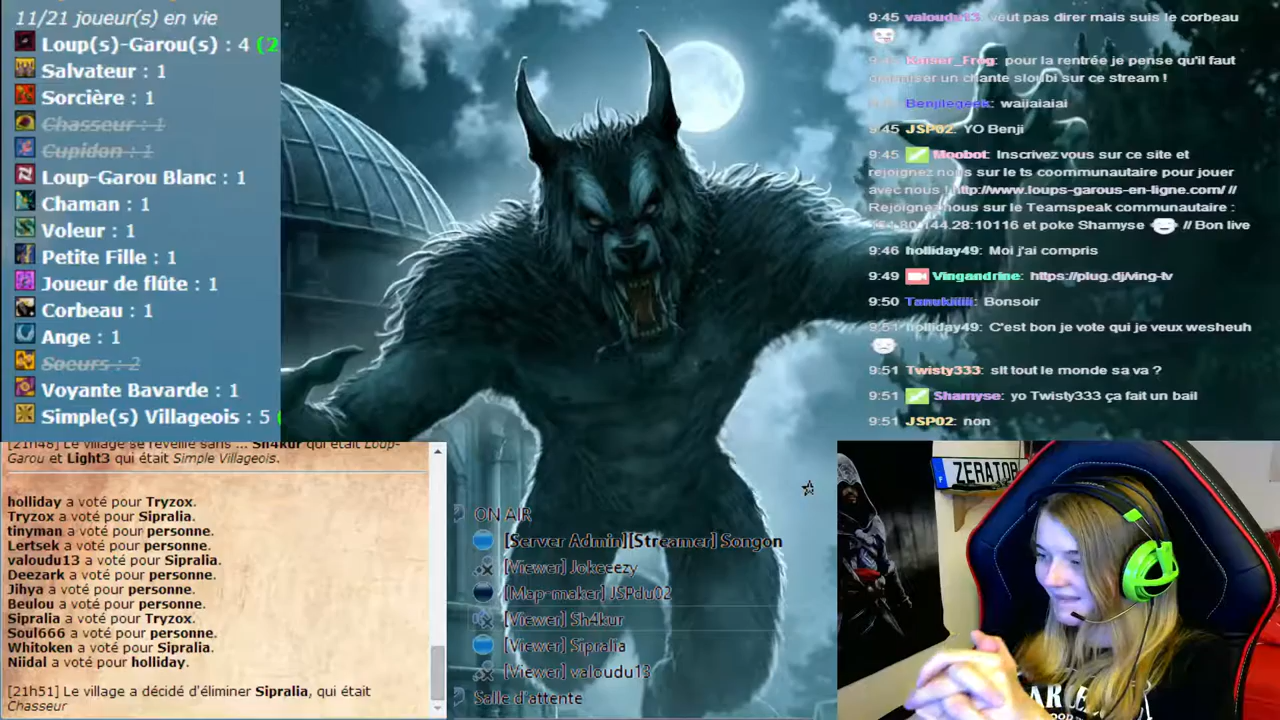 11/21 joueur(s) en vie
Loup(s)-Garou(s) : 4 (2
Salvateur : 1
Sorcière : 1
Chasseur : 1
Cupidon : 1
Loup-Garou Blanc : 1
Chaman : 1
Voleur : 1
Petite Fille : 1
Joueur de flûte : 1
Corbeau : 1
Ange : 1
Soeurs : 2
Voyante Bavarde : 1
Simple(s) Villageois : 5 (
[21h46] Le village se réveille sans ... Sh4kur qui était Loup-
Garou et Light3 qui était Simple Villageois.
holliday a voté pour Tryzox.
Tryzox a voté pour Sipralia.
tinyman a voté pour personne.
Lertsek a voté pour personne.
valoudu13 a voté pour Sipralia.
Deezark a voté pour personne.
Jihya a voté pour personne.
Beulou a voté pour personne.
Sipralia a voté pour Tryzox.
Soul666 a voté pour personne.
Whitoken a voté pour Sipralia.
Niidal a voté pour holliday.
[21h51] Le village a décidé d'éliminer Sipralia, qui était
Chasseur
ON AIR
[Server Admin][Streamer] Songon
[Viewer] Jokeeezy
[Map-maker] JSPdu02
[Viewer] Sh4kur
[Viewer] Sipralia
[Viewer] valoudu13
Salle d'attente
9:45 valoudu13: veut pas direr mais suis le corbeau
9:45 Kaiser_Frog: pour la rentrée je pense qu'il faut
organiser un chante sloubi sur ce stream !
Benjlegeek: waiiaiaiai
9:45 JSP02: YO Benji
9:45 Moobot: Inscrivez vous sur ce site et
rejoignez nous sur le ts coommunautaire pour jouer
avec nous ! http://www.loups-garous-en-ligne.com/ //
Rejoignez nous sur le Teamspeak communautaire :
144.28:10116 et poke Shamyse // Bon live
9:46 holliday49: Moi j'ai compris
9:49 Vingandrine: https://plug.dj/ving-tv
9:50 Tanukiiiiii: Bonsoir
9:51 holliday49: C'est bon je vote qui je veux wesheuh
9:51 Twisty333: slt tout le monde sa va ?
9:51 Shamyse: yo Twisty333 ça fait un bail
9:51 JSP02: non
ZERATOR